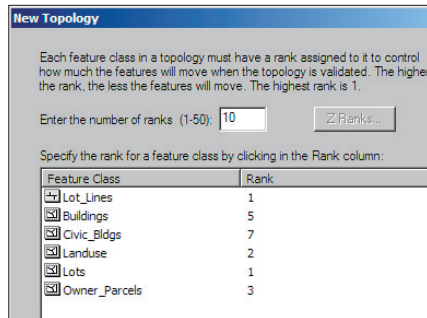 New Topology
Each feature class in a topology must have a rank assigned to it to control
how much the features will move when the topology is validated. The higher
the rank, the less the features will move. The highest rank is 1.
Enter the number of ranks (1-50): 10 Z Ranks...
Specify the rank for a feature class by clicking in the Rank column:
Feature Class Rank
Lot_Lines 1
Buildings 5
Civic_Bldgs 7
Landuse 2
Lots 1
Owner_Parcels 3